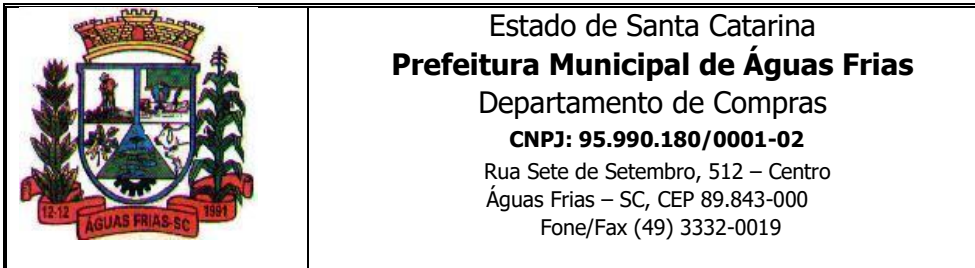 Estado de Santa Catarina
Prefeitura Municipal de Águas Frias
Departamento de Compras
CNPJ: 95.990.180/0001-02
Rua Sete de Setembro, 512 – Centro
Águas Frias – SC, CEP 89.843-000
Fone/Fax (49) 3332-0019
12-12
ÁGUAS FRIAS-SC
1991